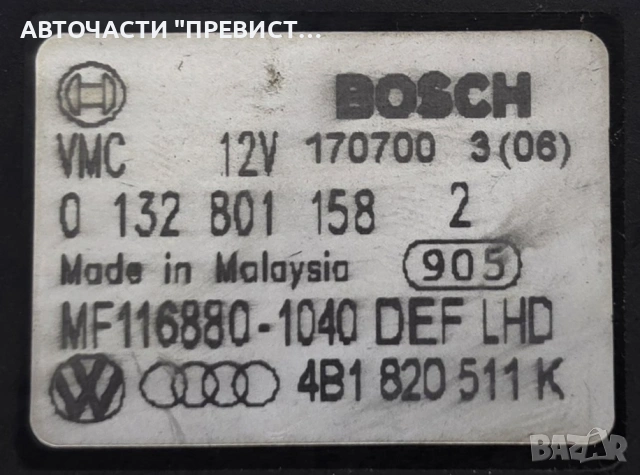 АВТОЧАСТИ "ПРЕВИСТ...
BOSCH
VMC 12V 170700 3(06)
0 132 801 158 2
Made in Malaysia 905
MF116880-1040 DEF LHD
4B1 820 511 K
BAZAR